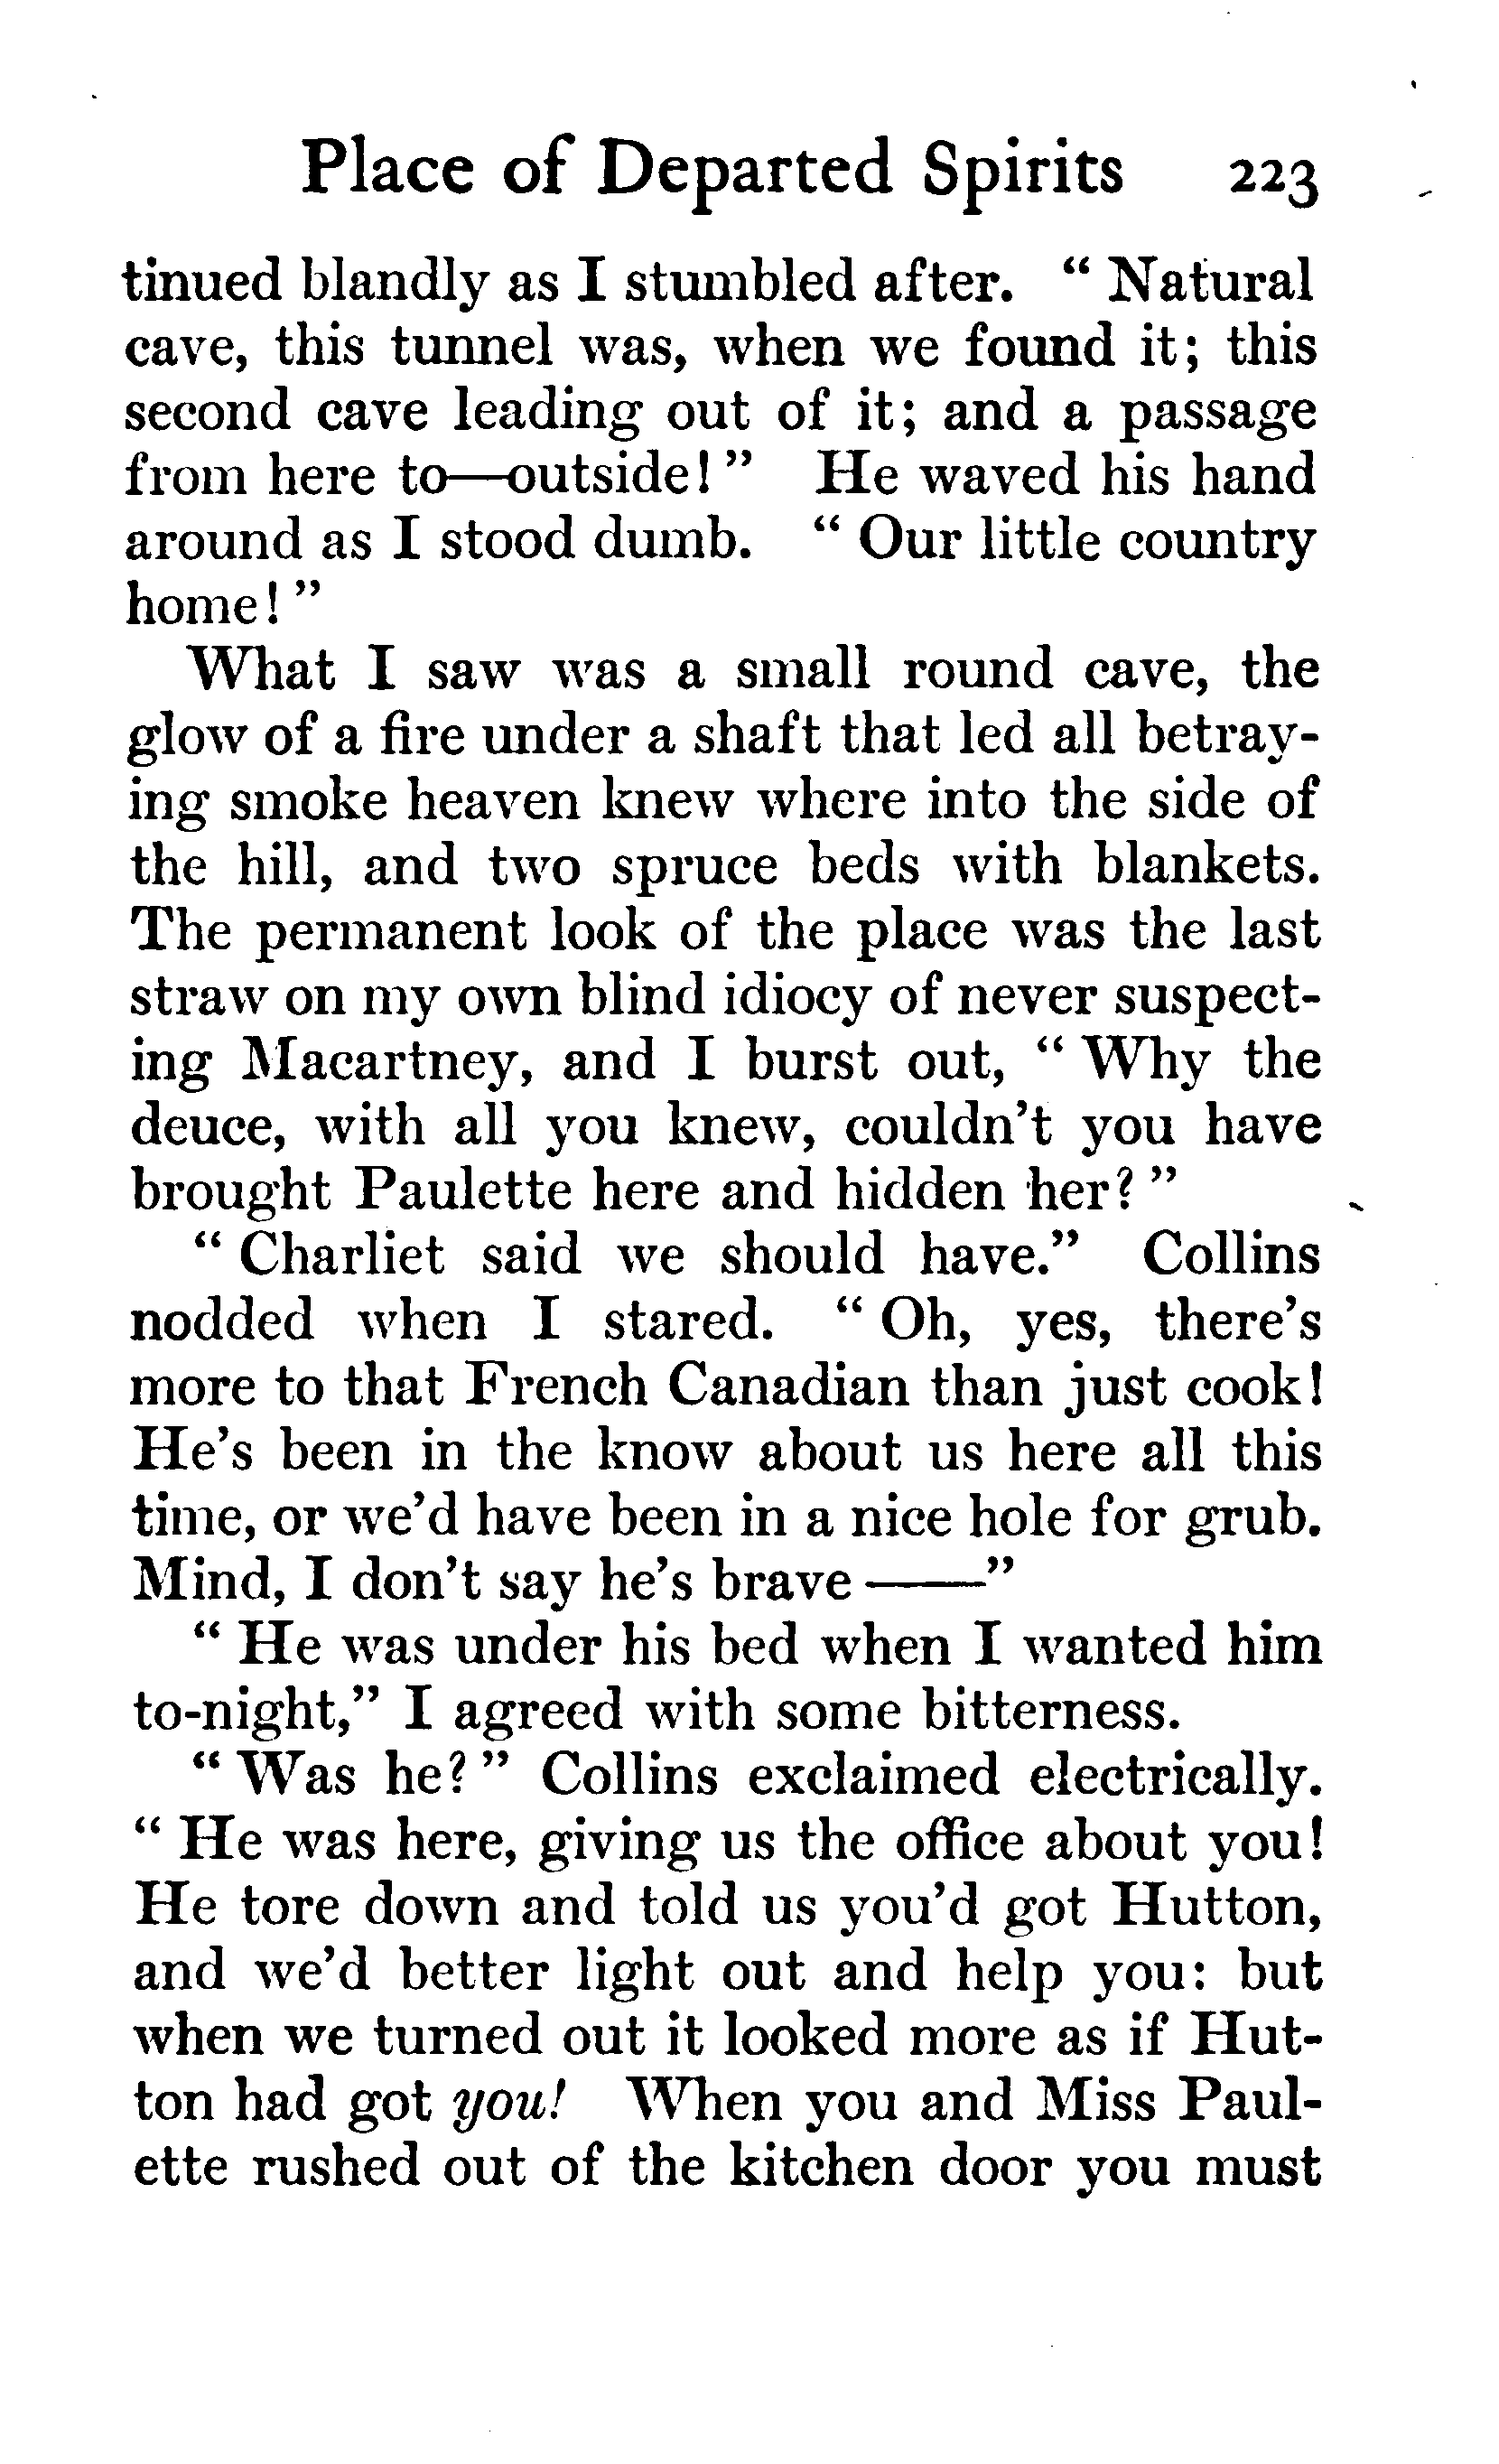 Place of Departed Spirits 223
tinued blandly as I stumbled after. “ Natural
cave, this tunnel was, when we found it; this
second cave leading out of it; and a passage
from here to—outside! ” He waved his hand
around as I stood dumb. “ Our little country
home! ”
What I saw was a small round cave, the
glow of a fire under a shaft that led all betray-
ing smoke heaven knew where into the side of
the hill, and two spruce beds with blankets.
The permanent look of the place was the last
straw on my own blind idiocy of never suspect-
ing Macartney, and I burst out, “ Why the
deuce, with all you knew, couldn’t you have
brought Paulette here and hidden her? ”
“ Charliet said we should have.” Collins
nodded when I stared. “ Oh, yes, there’s
more to that French Canadian than just cook!
He’s been in the know about us here all this
time, or we’d have been in a nice hole for grub.
Mind, I don’t say he’s brave ——”
“ He was under his bed when I wanted him
to-night,” I agreed with some bitterness.
“ Was he? ” Collins exclaimed electrically.
“ He was here, giving us the office about you!
He tore down and told us you’d got Hutton,
and we’d better light out and help you: but
when we turned out it looked more as if Hut-
ton had got you! When you and Miss Paul-
ette rushed out of the kitchen door you must